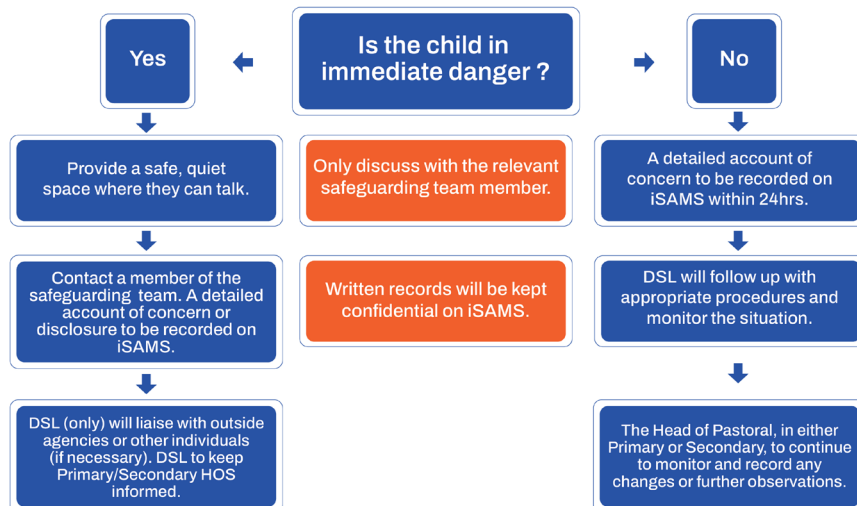 Is the child in
immediate danger ?
Yes
No
Provide a safe, quiet
space where they can talk.
Only discuss with the relevant
safeguarding team member.
A detailed account of
concern to be recorded on
iSAMS within 24hrs.
Contact a member of the
safeguarding team. A detailed
account of concern or
disclosure to be recorded on
iSAMS.
Written records will be kept
confidential on iSAMS.
DSL will follow up with
appropriate procedures and
monitor the situation.
DSL (only) will liaise with outside
agencies or other individuals
(if necessary). DSL to keep
Primary/Secondary HOS
informed.
The Head of Pastoral, in either
Primary or Secondary, to continue
to monitor and record any
changes or further observations.